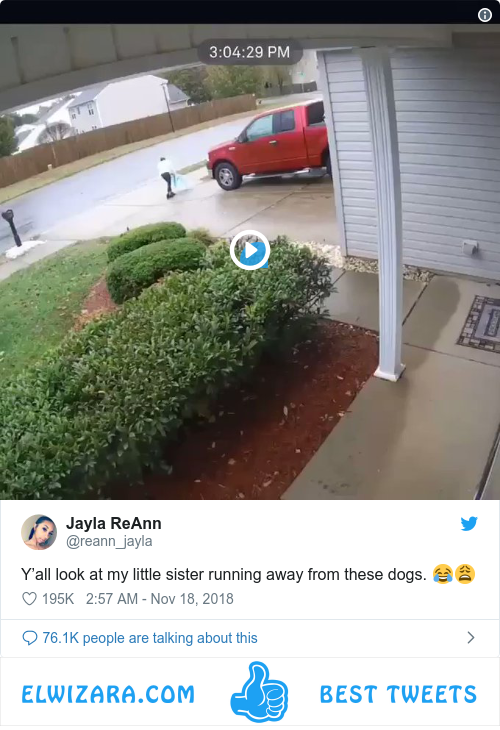 3:04:29 PM
Jayla ReAnn
@reann_jayla
Y’all look at my little sister running away from these dogs. 😂😩
195K 2:57 AM - Nov 18, 2018
76.1K people are talking about this
ELWIZARA.COM BEST TWEETS